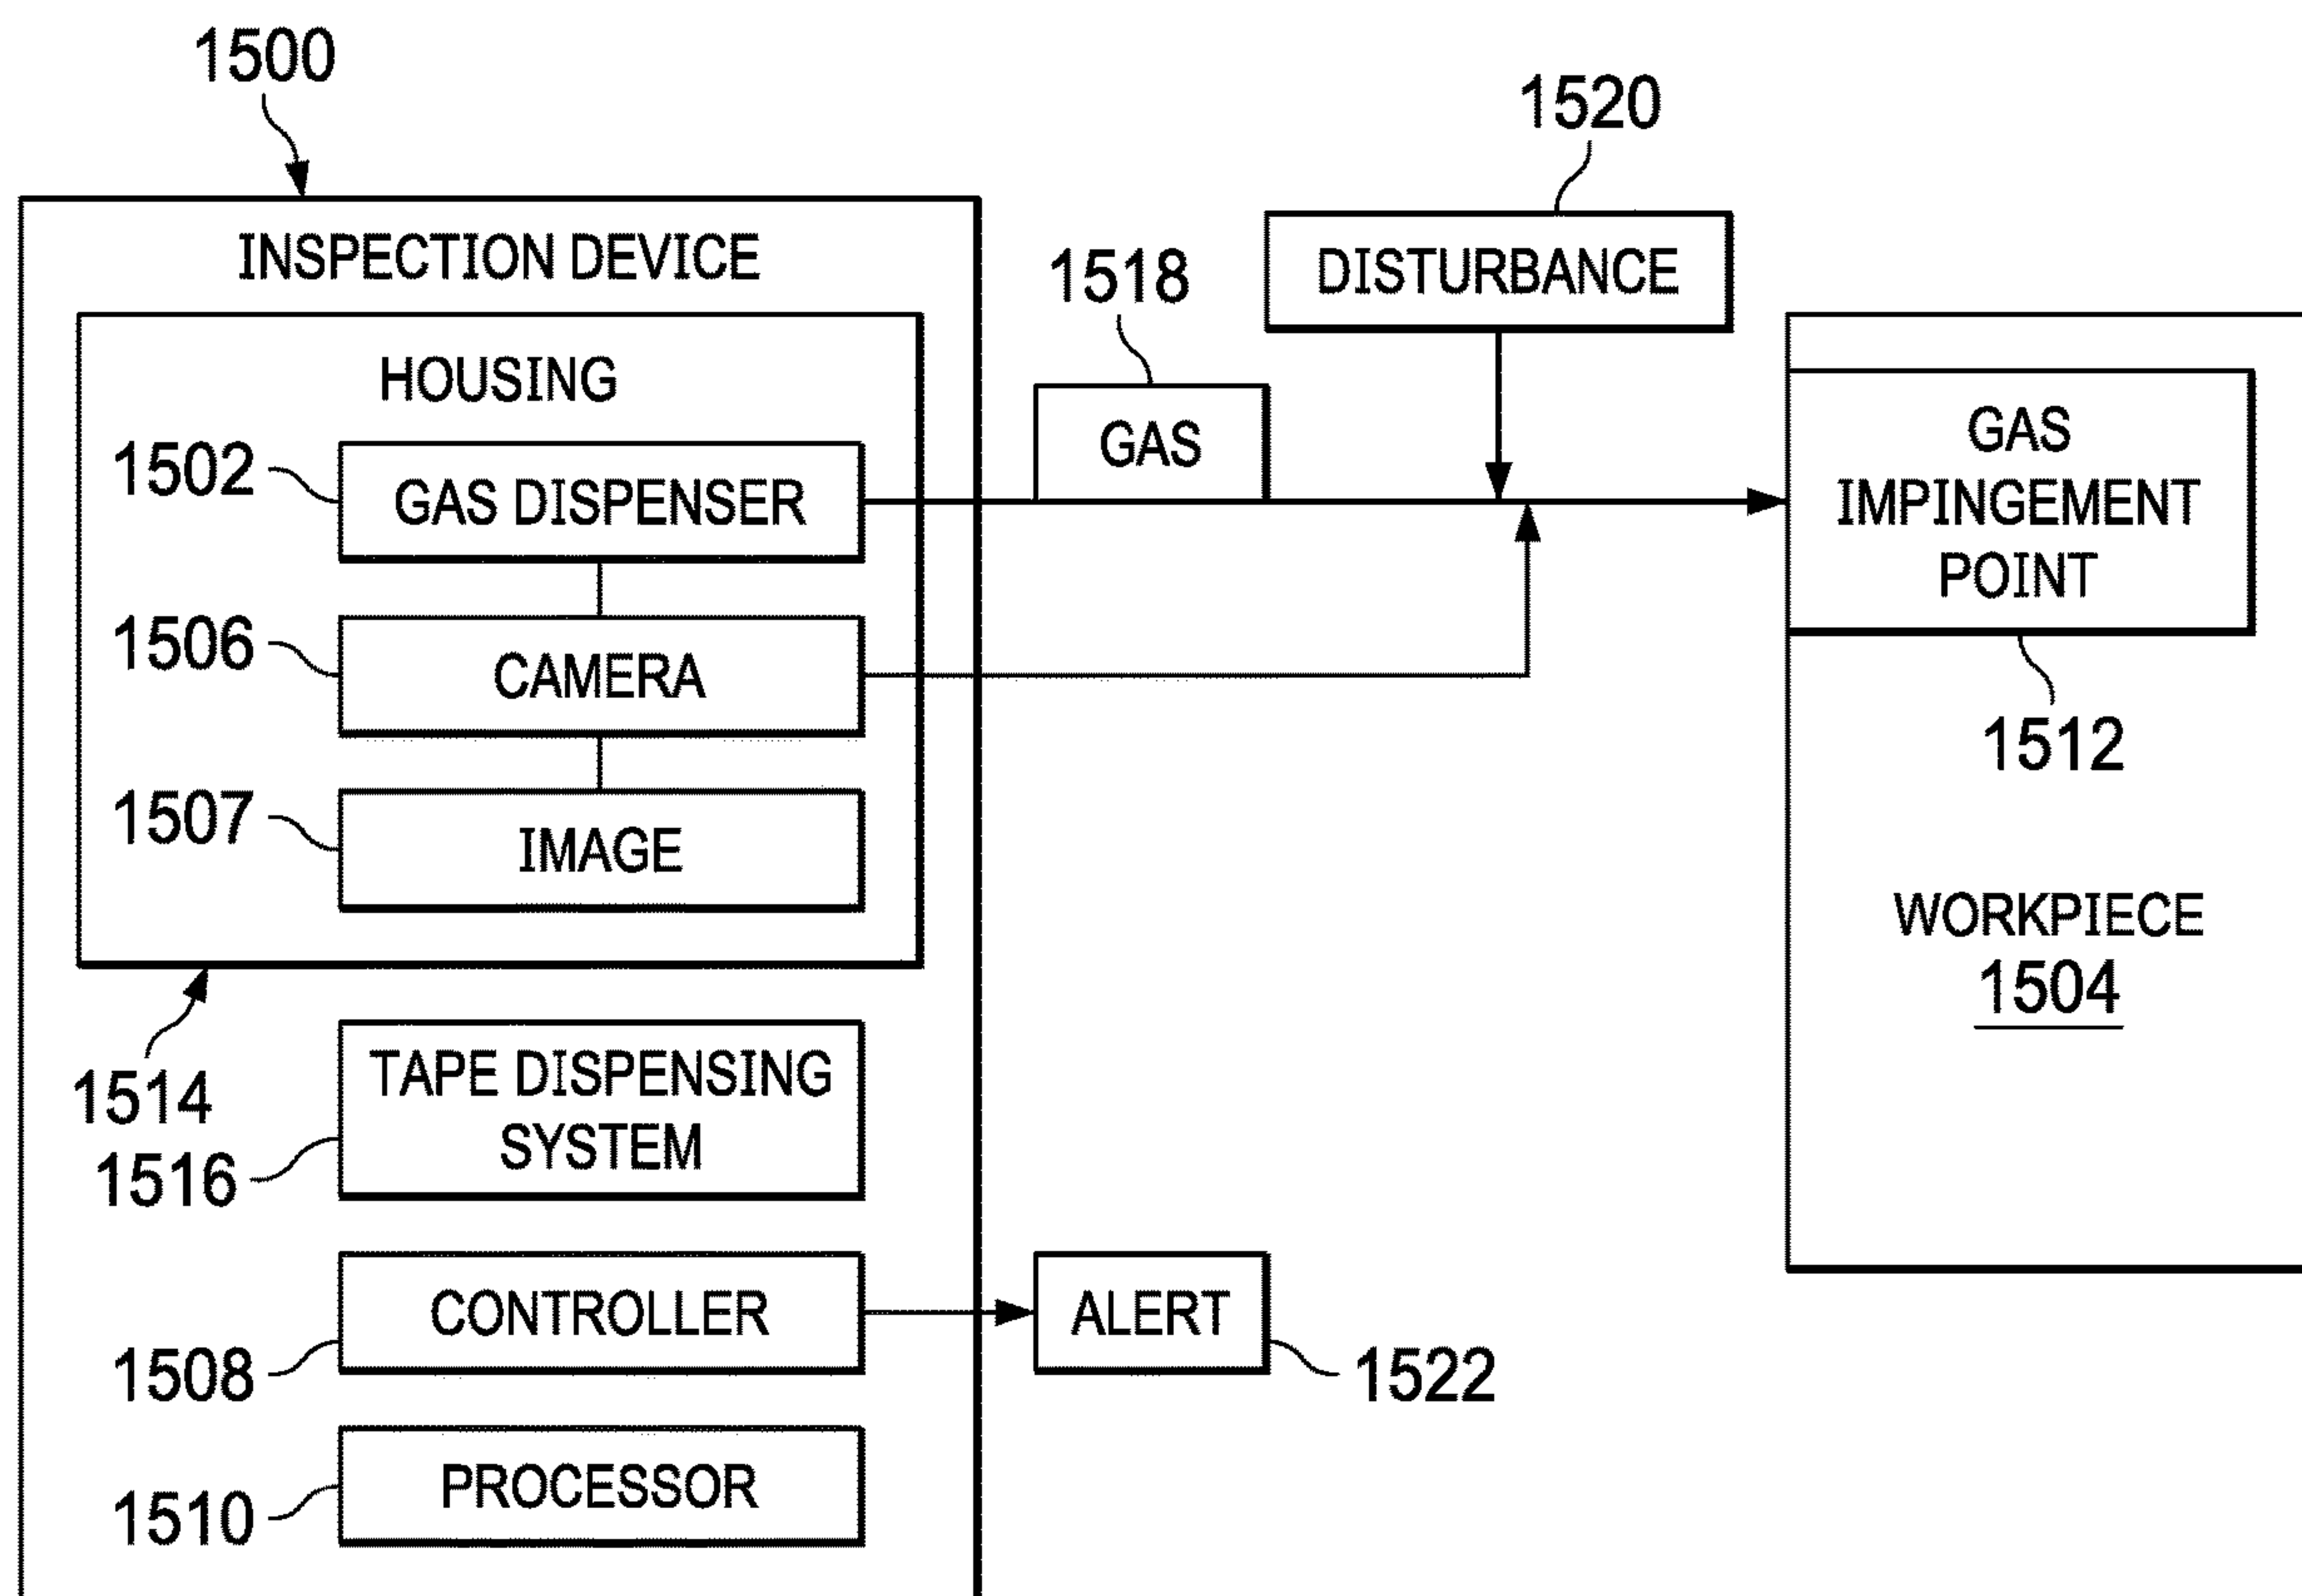 1500
INSPECTION DEVICE
HOUSING
1502
GAS DISPENSER
1506
CAMERA
1507
IMAGE
1514
TAPE DISPENSING
SYSTEM
1516
CONTROLLER
1508
PROCESSOR
1510
1518
GAS
1520
DISTURBANCE
GAS
IMPINGEMENT
POINT
1512
WORKPIECE
1504
ALERT
1522